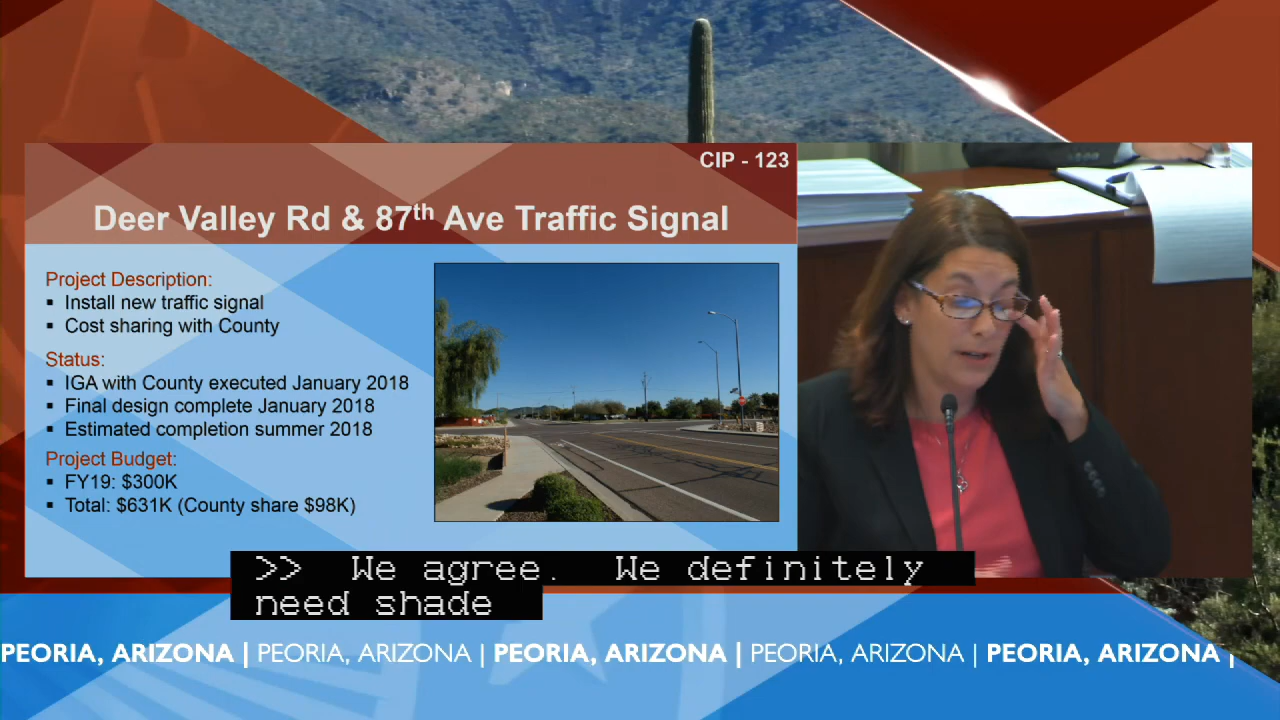 CIP - 123
Deer Valley Rd & 87th Ave Traffic Signal
Project Description:
▪ Install new traffic signal
▪ Cost sharing with County
Status:
▪ IGA with County executed January 2018
▪ Final design complete January 2018
▪ Estimated completion summer 2018
Project Budget:
▪ FY19: $300K
▪ Total: $631K (County share $98K)
>> We agree. We definitely
need shade
PEORIA, ARIZONA | PEORIA, ARIZONA | PEORIA, ARIZONA | PEORIA, ARIZONA | PEORIA, ARIZONA |